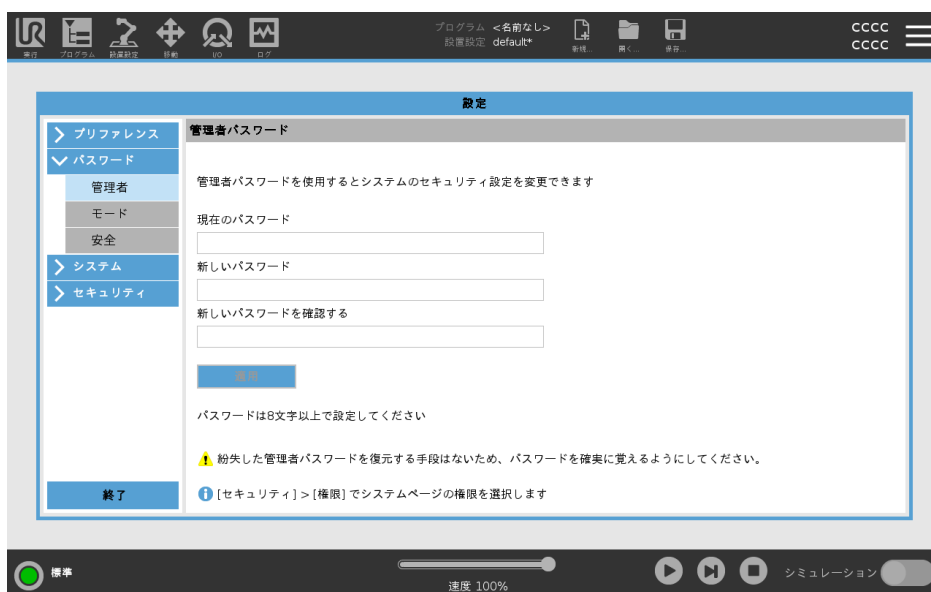 プログラム <名前なし>
設置設定 default*
cccc
cccc
実行
プログラム
設置設定
移動
I/O
ログ
新規...
開く...
保存...
設定
プリファレンス
パスワード
管理者
モード
安全
システム
セキュリティ
終了
管理者パスワード
管理者パスワードを使用するとシステムのセキュリティ設定を変更できます
現在のパスワード
新しいパスワード
新しいパスワードを確認する
適用
パスワードは8文字以上で設定してください
紛失した管理者パスワードを復元する手段はないため、パスワードを確実に覚えるようにしてください。
[セキュリティ] > [権限] でシステムページの権限を選択します
標準
速度 100%
シミュレーション